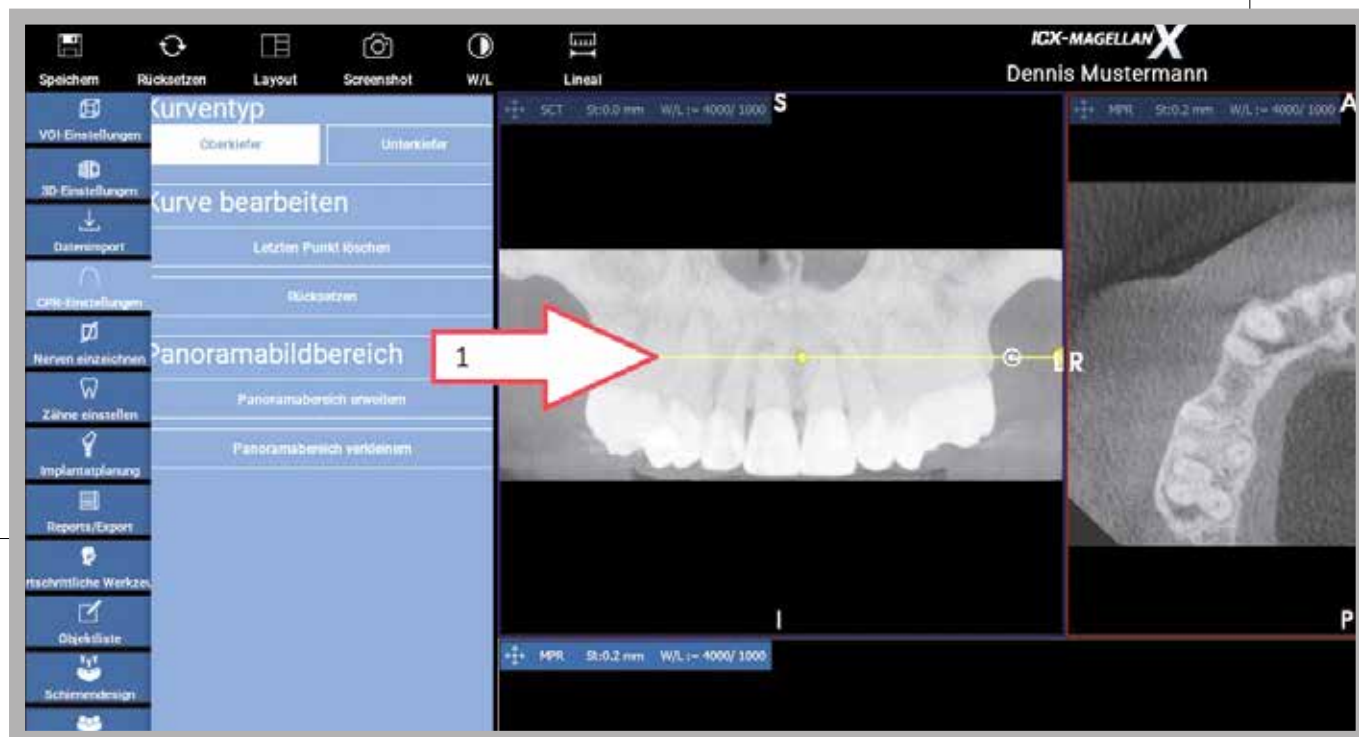 ICX-MAGELLAN X
Speichern Rücksetzen Layout Screenshot W/L Lineal
Dennis Mustermann
VOI-Einstellungen
3D-Einstellungen
Datenimport
CPR-Einstellungen
Nerven einzeichnen
Zähne einstellen
Implantatplanung
Reports/Export
rtschrittliche Werkzeu
Objektliste
Schienendesign
Kurventyp
Oberkiefer Unterkiefer
Kurve bearbeiten
Letzten Punkt löschen
Rücksetzen
Panoramabildbereich
Panoramabereich erweitern
Panoramabereich verkleinern
1
SCT St:0.0 mm W/L := 4000/ 1000 S
L
I
MPR St:0.2 mm W/L := 4000/ 1000 A
R
P
MPR St:0.2 mm W/L := 4000/ 1000